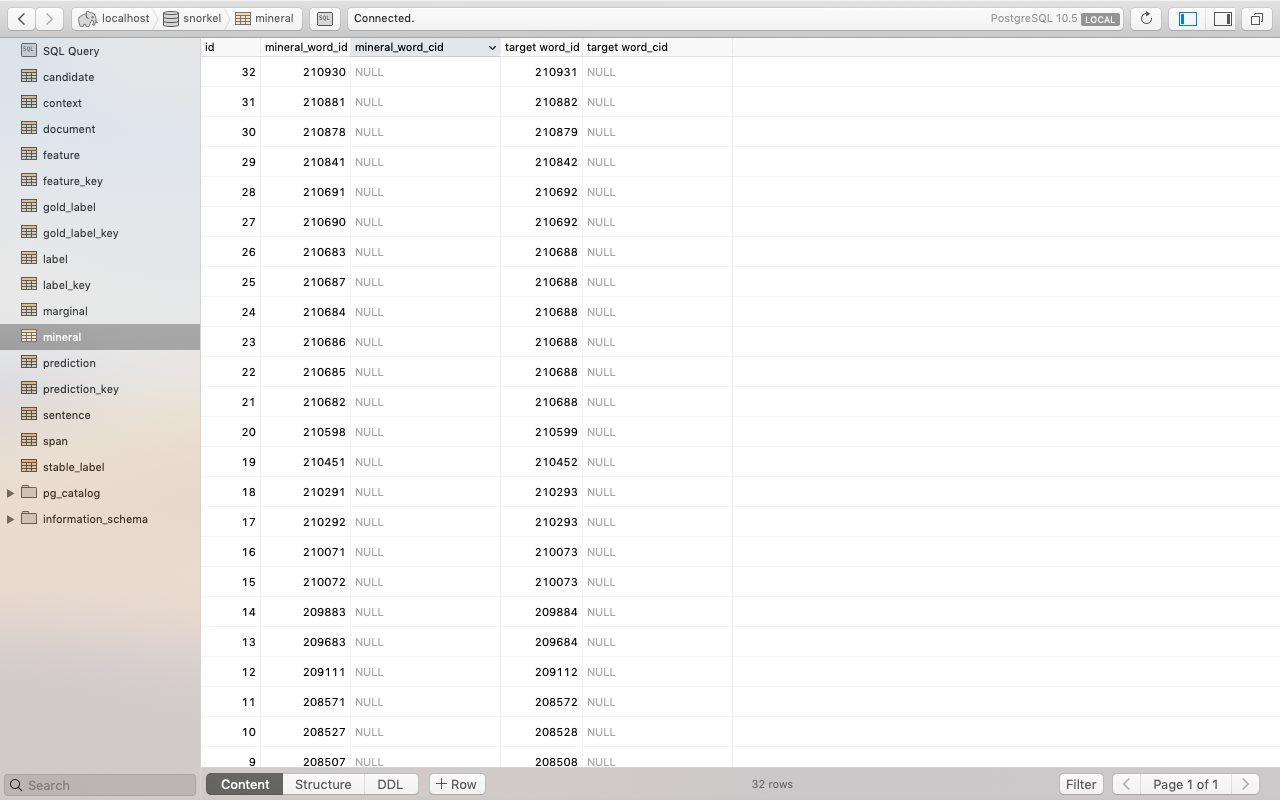 localhost snorkel mineral SQL Connected. PostgreSQL 10.5 LOCAL
SQL SQL Query
candidate
context
document
feature
feature_key
gold_label
gold_label_key
label
label_key
marginal
mineral
prediction
prediction_key
sentence
span
stable_label
pg_catalog
information_schema
Search
id mineral_word_id mineral_word_cid target word_id target word_cid
32 210930 NULL 210931 NULL
31 210881 NULL 210882 NULL
30 210878 NULL 210879 NULL
29 210841 NULL 210842 NULL
28 210691 NULL 210692 NULL
27 210690 NULL 210692 NULL
26 210683 NULL 210688 NULL
25 210687 NULL 210688 NULL
24 210684 NULL 210688 NULL
23 210686 NULL 210688 NULL
22 210685 NULL 210688 NULL
21 210682 NULL 210688 NULL
20 210598 NULL 210599 NULL
19 210451 NULL 210452 NULL
18 210291 NULL 210293 NULL
17 210292 NULL 210293 NULL
16 210071 NULL 210073 NULL
15 210072 NULL 210073 NULL
14 209883 NULL 209884 NULL
13 209683 NULL 209684 NULL
12 209111 NULL 209112 NULL
11 208571 NULL 208572 NULL
10 208527 NULL 208528 NULL
9 208507 NULL 208508 NULL
Content Structure DDL + Row 32 rows Filter Page 1 of 1